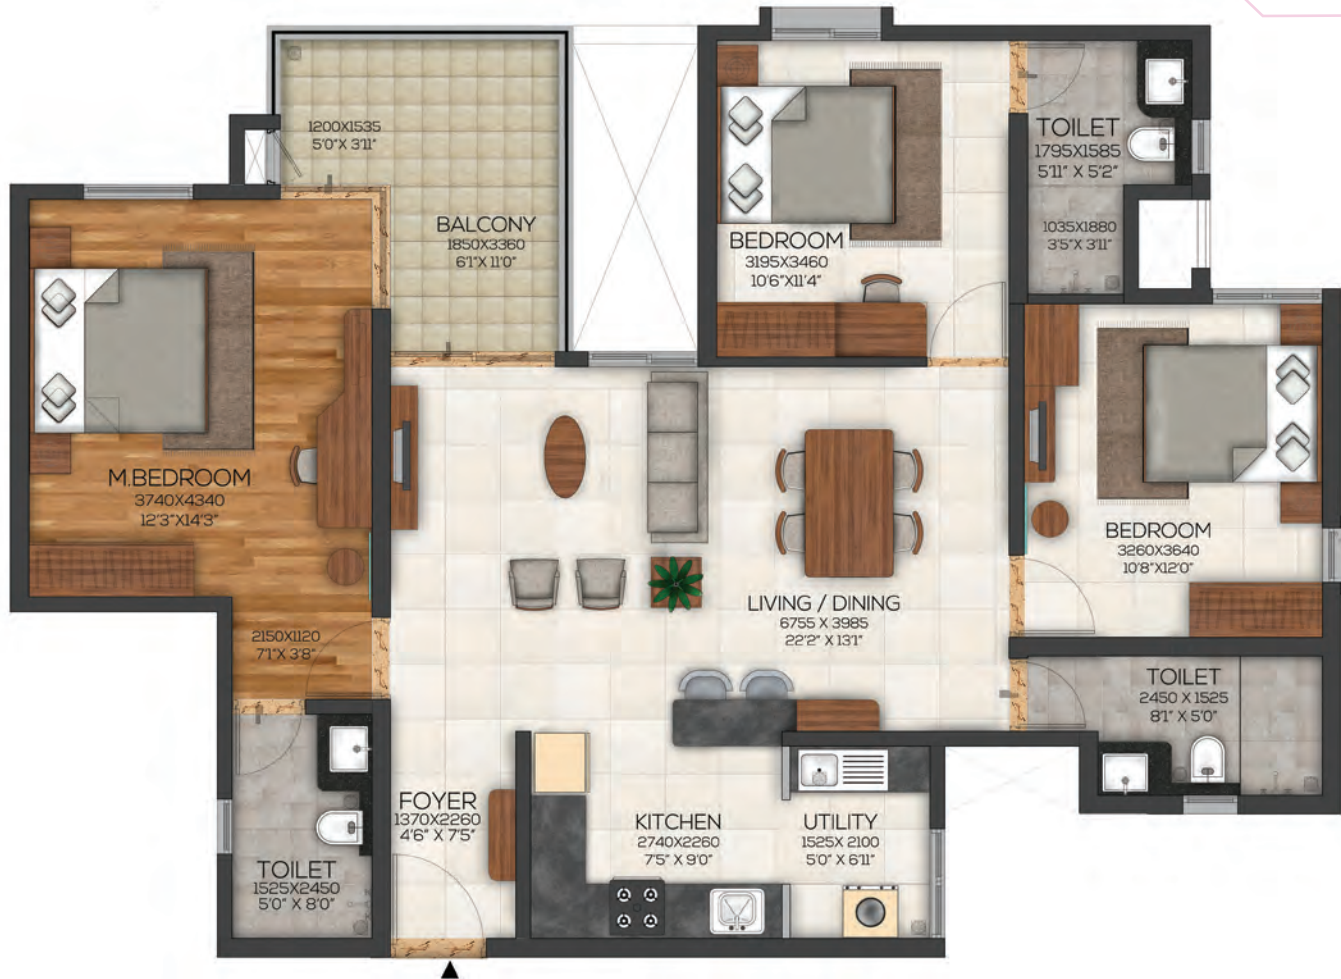 1200X1535
5'0"X 3'11"
BALCONY
1850X3360
6'1"X 11'0"
BEDROOM
3195X3460
10'6"X11'4"
TOILET
1795X1585
5'11" X 5'2"
1035X1880
3'5"X 3'11"
M.BEDROOM
3740X4340
12'3"X14'3"
BEDROOM
3260X3640
10'8"X12'0"
LIVING / DINING
6755 X 3985
22'2" X 13'1"
2150X1120
7'1"X 3'8"
TOILET
2450 X 1525
8'1" X 5'0"
FOYER
1370X2260
4'6" X 7'5"
KITCHEN
2740X2260
7'5" X 9'0"
UTILITY
1525X 2100
5'0" X 6'11"
TOILET
1525X2450
5'0" X 8'0"